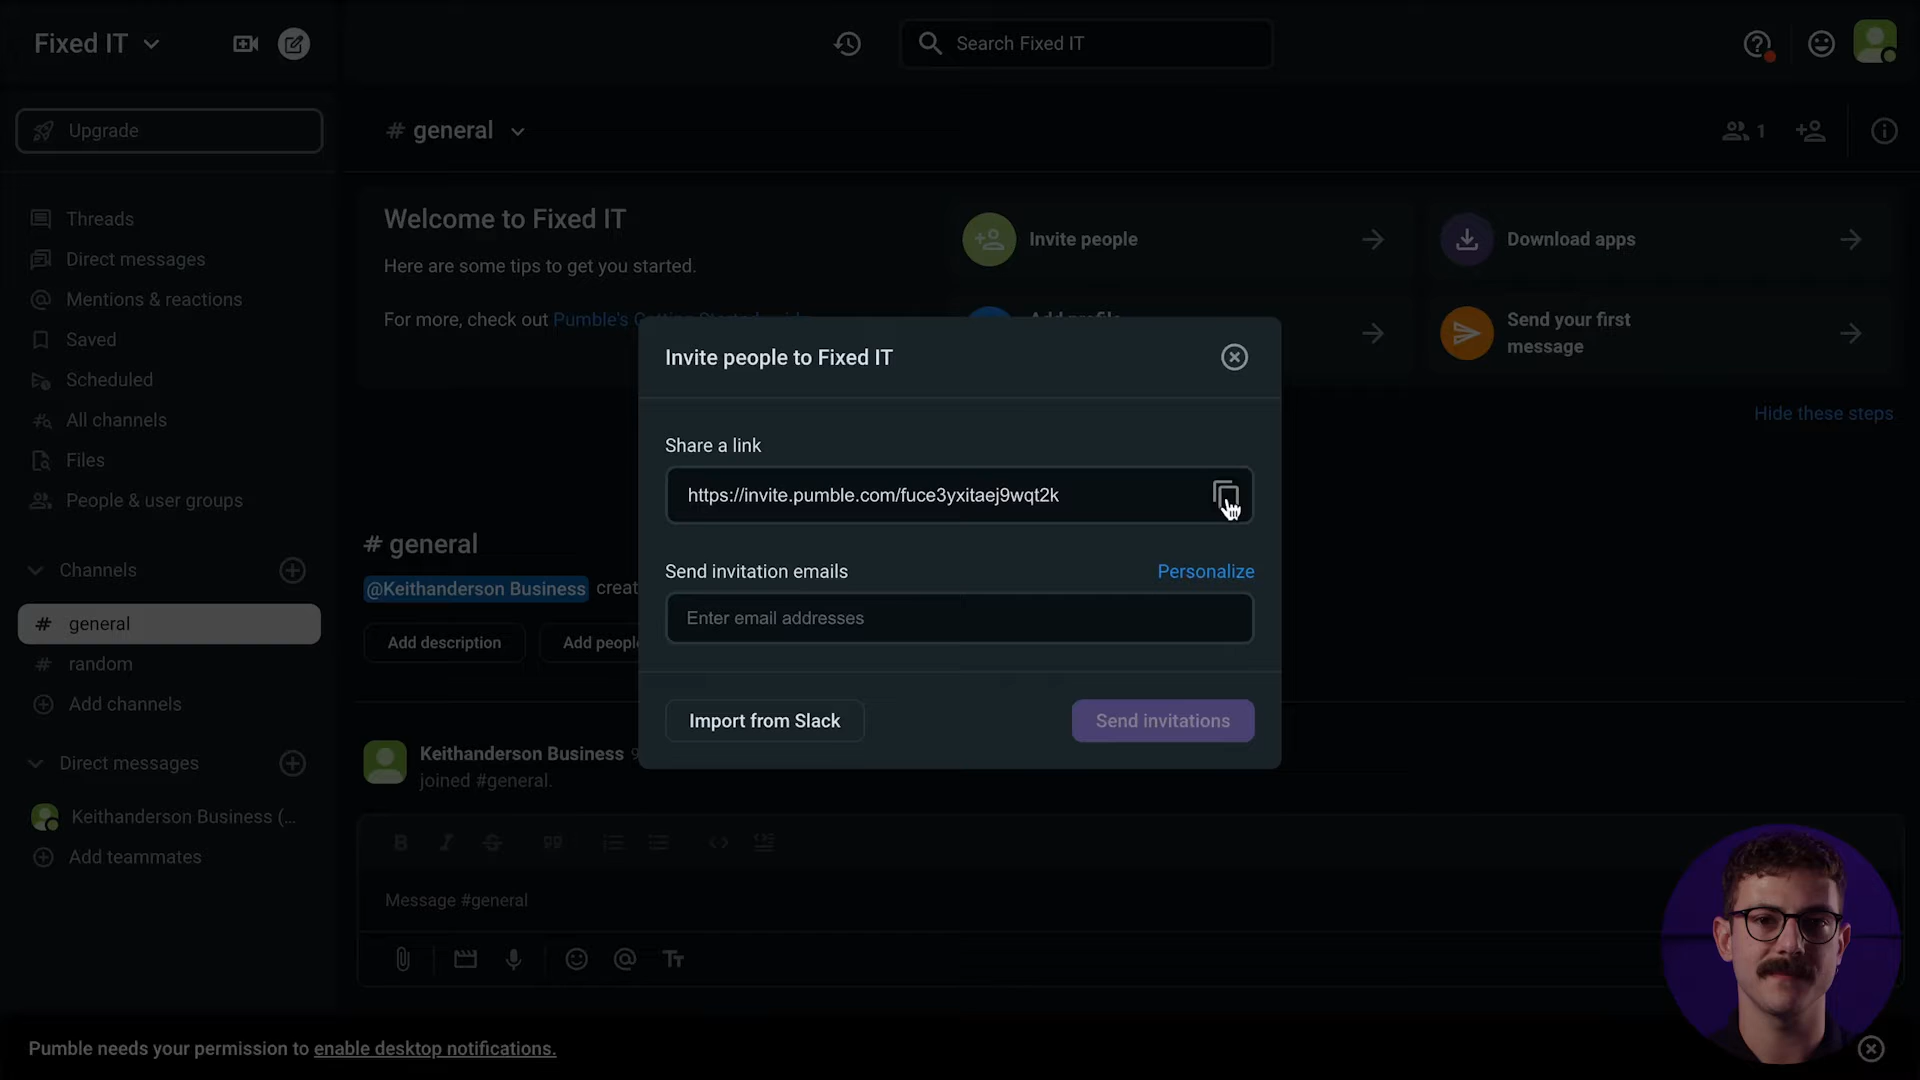 Fixed IT
Search Fixed IT
Upgrade
# general
1
Threads
Direct messages
Mentions & reactions
Saved
Scheduled
All channels
Files
People & user groups
Channels
# general
# random
Add channels
Direct messages
Keithanderson Business (...
Add teammates
Welcome to Fixed IT
Here are some tips to get you started.
For more, check out Pumble's
Invite people
Download apps
Send your first
message
Hide these steps
Invite people to Fixed IT
Share a link
https://invite.pumble.com/fuce3yxitaej9wqt2k
Send invitation emails
Personalize
Enter email addresses
Import from Slack
Send invitations
# general
@Keithanderson Business
Add description
Add
Keithanderson Business
joined #general.
Message #general
Pumble needs your permission to enable desktop notifications.